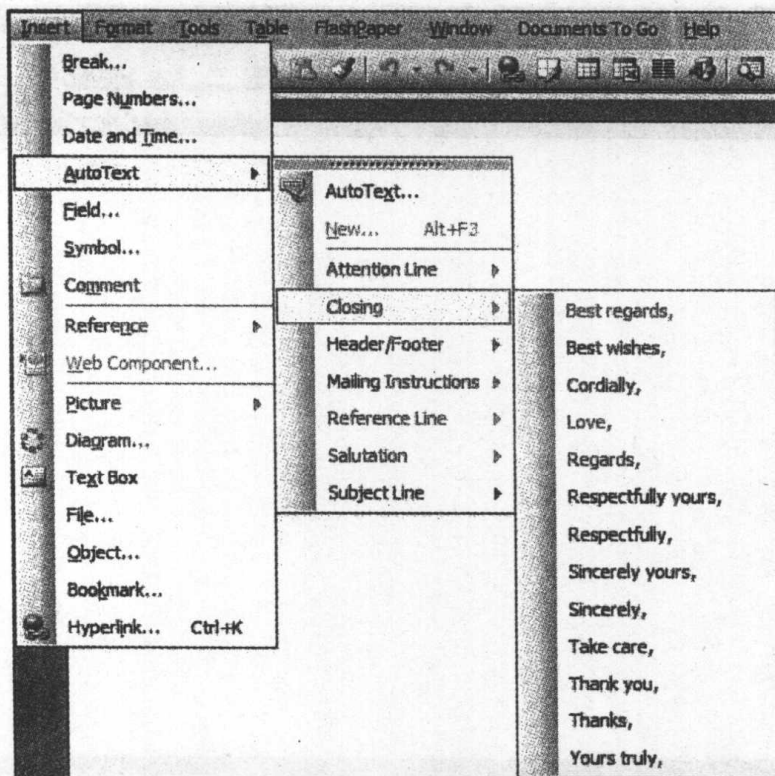 Insert Format Tools Table FlashPaper Window Documents To Go Help
Break...
Page Numbers...
Date and Time...
AutoText
Field...
Symbol...
Comment
Reference
Web Component...
Picture
Diagram...
Text Box
File...
Object...
Bookmark...
Hyperlink... Ctrl+K
AutoText...
New... Alt+F3
Attention Line
Closing
Header/Footer
Mailing Instructions
Reference Line
Salutation
Subject Line
Best regards,
Best wishes,
Cordially,
Love,
Regards,
Respectfully yours,
Respectfully,
Sincerely yours,
Sincerely,
Take care,
Thank you,
Thanks,
Yours truly,